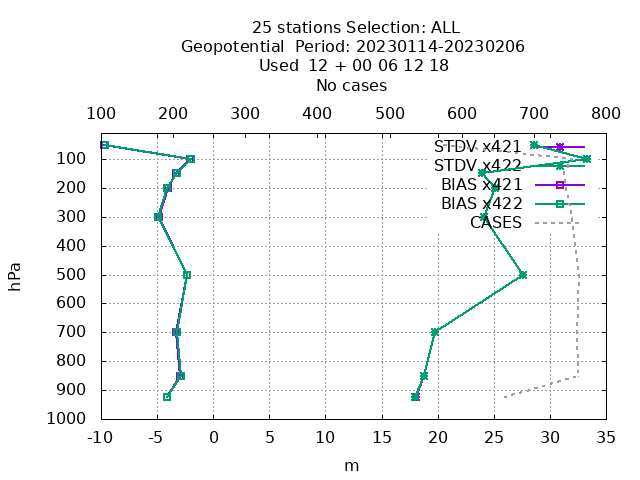 25 stations Selection: ALL
Geopotential  Period: 20230114-20230206
Used  12 + 00 06 12 18
No cases
100 200 300 400 500 600 700 800
STDV x421
STDV x422
BIAS x421
BIAS x422
CASES
hPa
100
200
300
400
500
600
700
800
900
1000
-10 -5 0 5 10 15 20 25 30 35
m